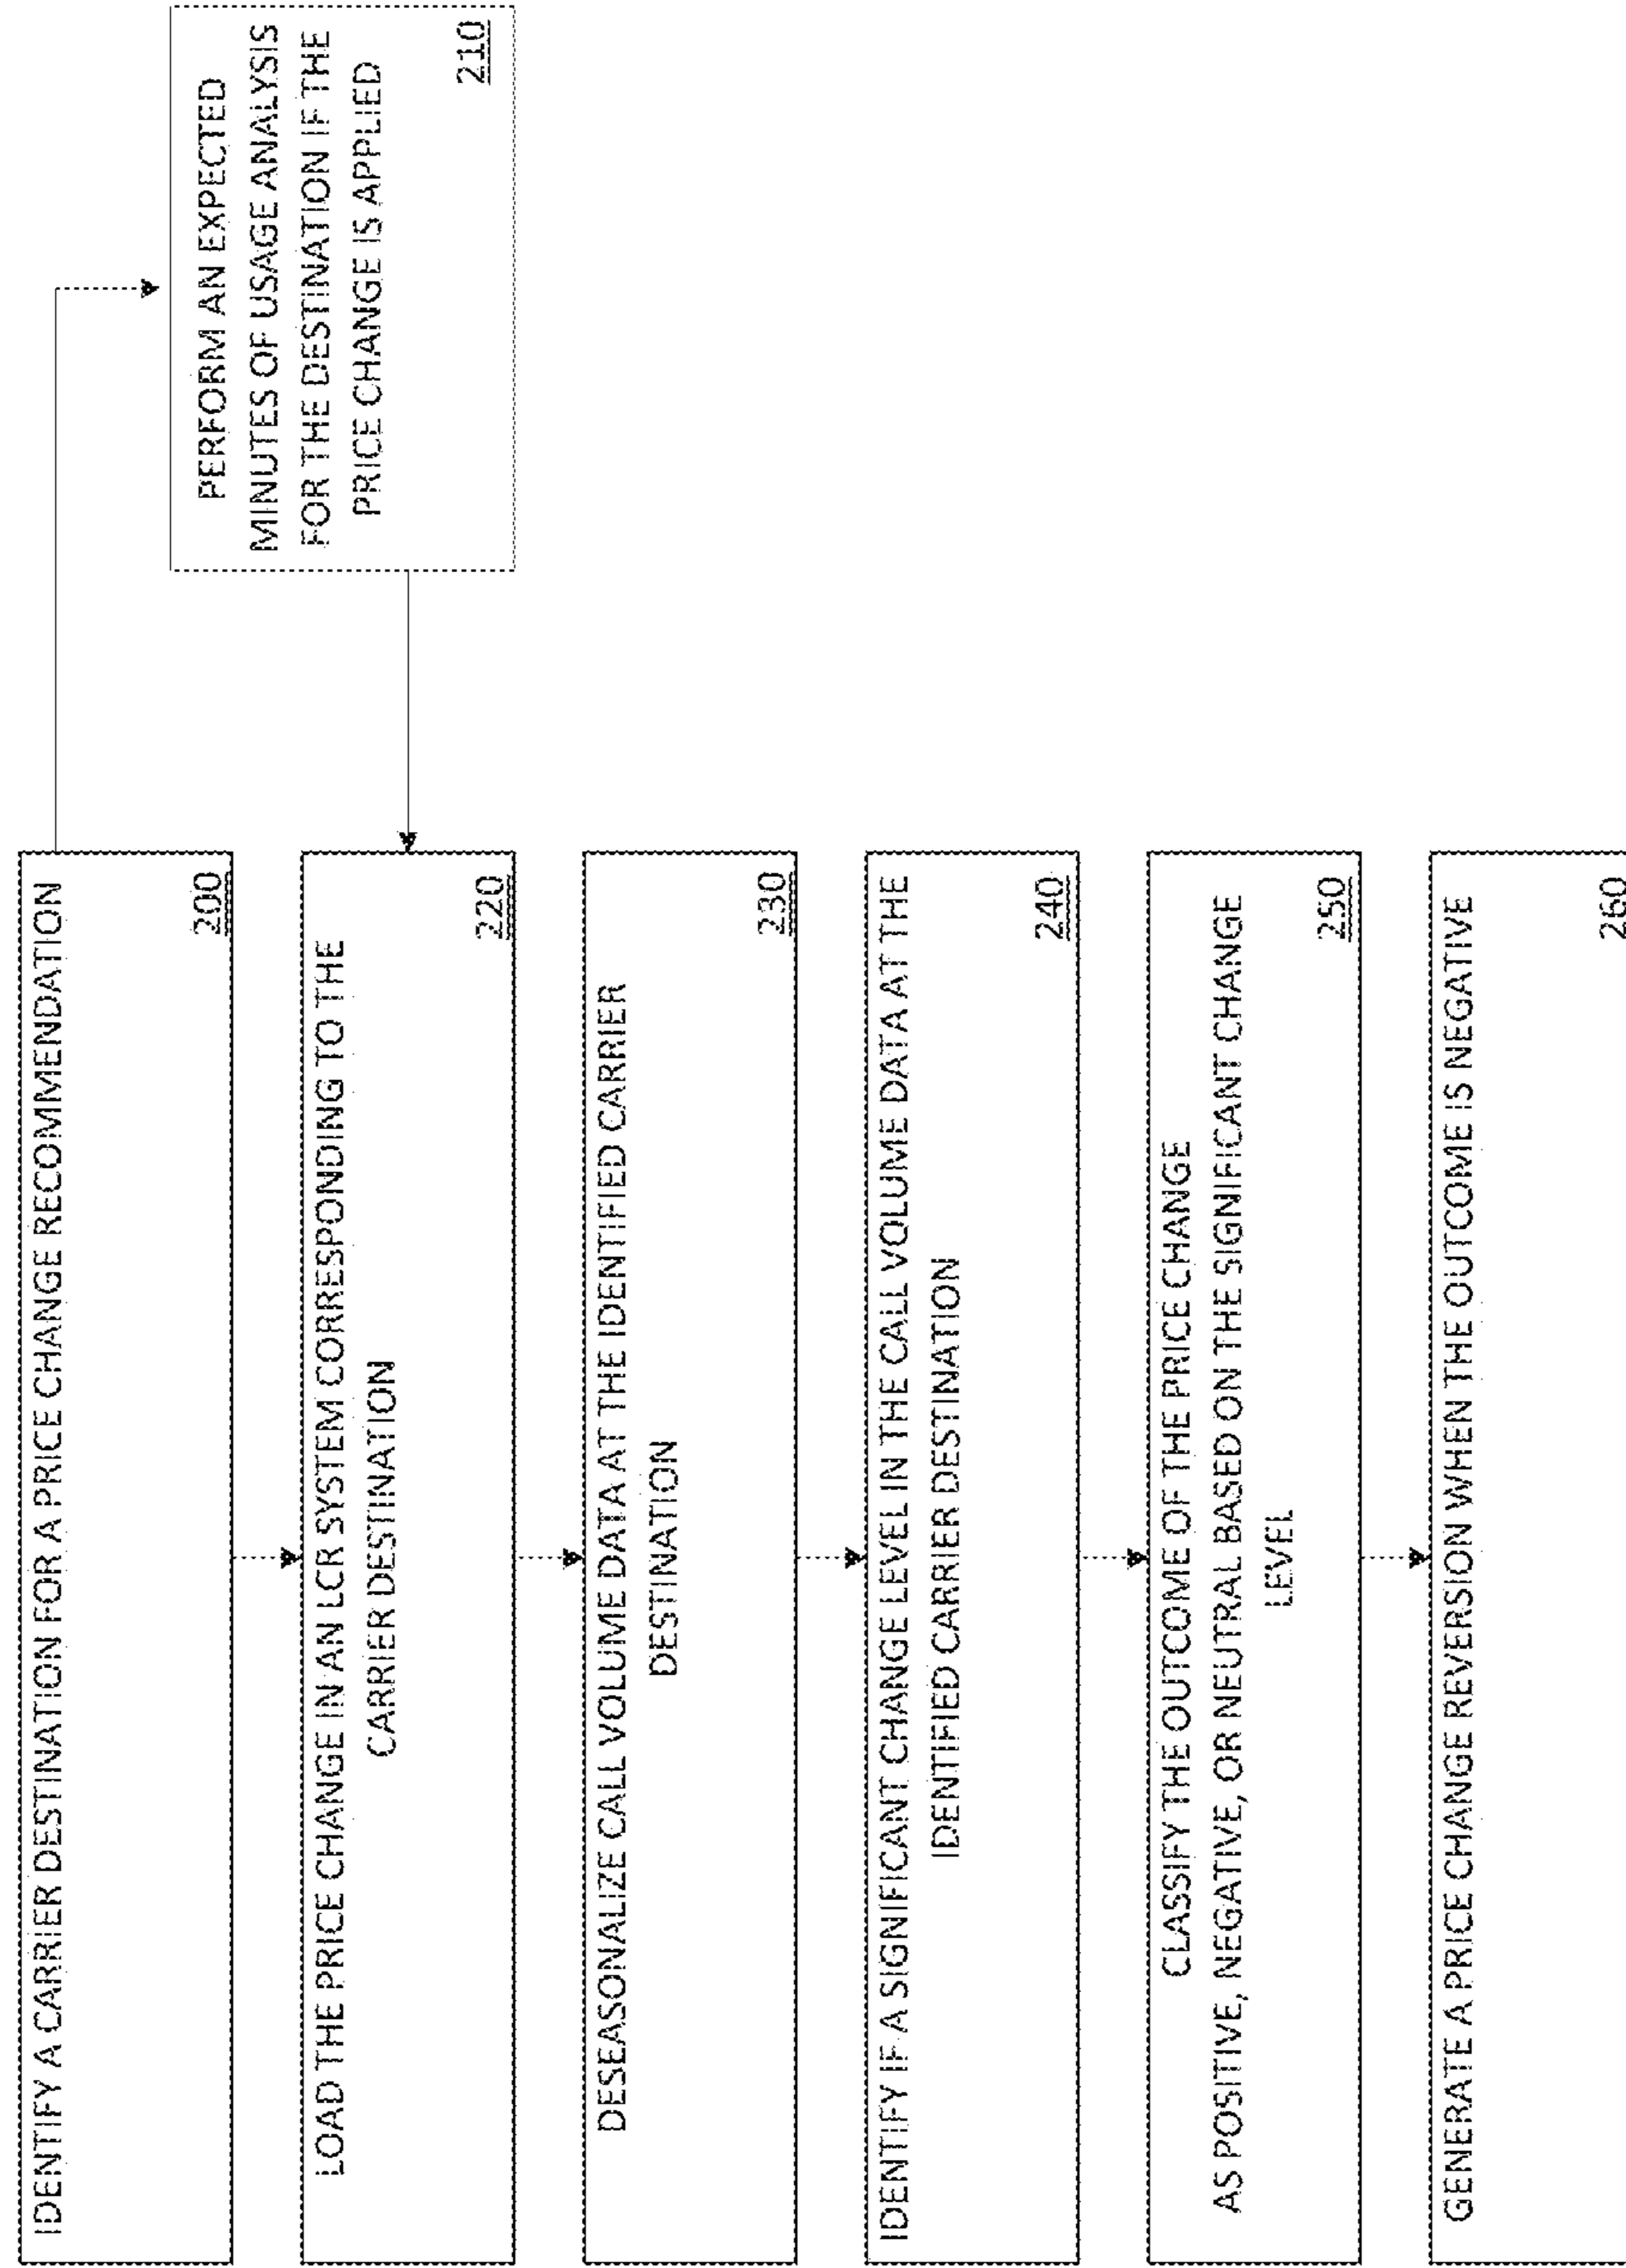 IDENTIFY A CARRIER DESTINATION FOR A PRICE CHANGE RECOMMENDATION
200
PERFORM AN EXPECTED
MINUTES OF USAGE ANALYSIS
FOR THE DESTINATION IF THE
PRICE CHANGE IS APPLIED
210
LOAD THE PRICE CHANGE IN AN LCR SYSTEM CORRESPONDING TO THE
CARRIER DESTINATION
220
DESEASONALIZE CALL VOLUME DATA AT THE IDENTIFIED CARRIER
DESTINATION
230
IDENTIFY IF A SIGNIFICANT CHANGE LEVEL IN THE CALL VOLUME DATA AT THE
IDENTIFIED CARRIER DESTINATION
240
CLASSIFY THE OUTCOME OF THE PRICE CHANGE
AS POSITIVE, NEGATIVE, OR NEUTRAL BASED ON THE SIGNIFICANT CHANGE
LEVEL
250
GENERATE A PRICE CHANGE REVERSION WHEN THE OUTCOME IS NEGATIVE
260